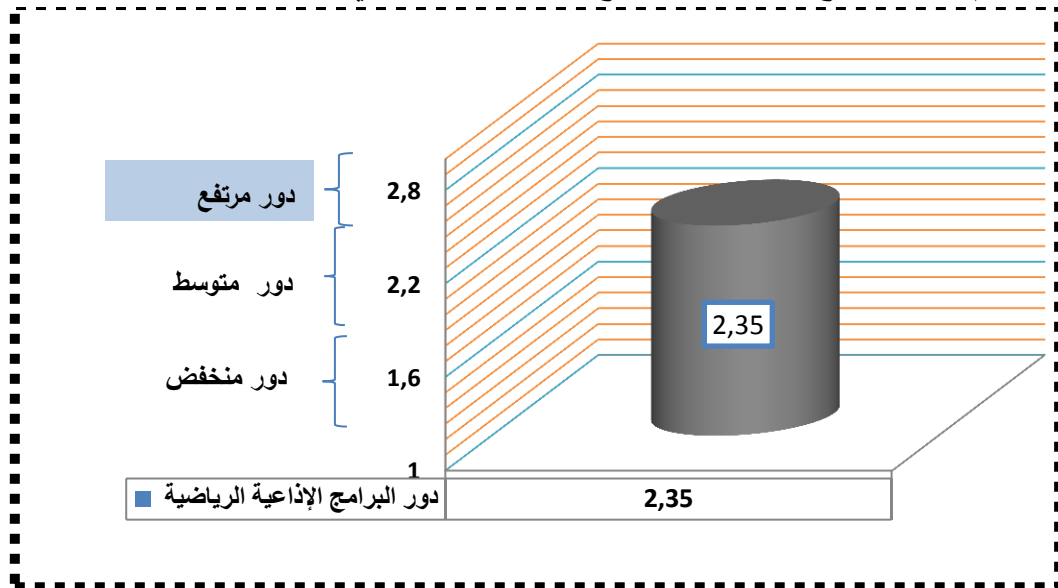 دور مرتفع
2,8
دور متوسط
2,2
دور منخفض
1,6
1
2,35
دور البرامج الإذاعية الرياضية
2,35